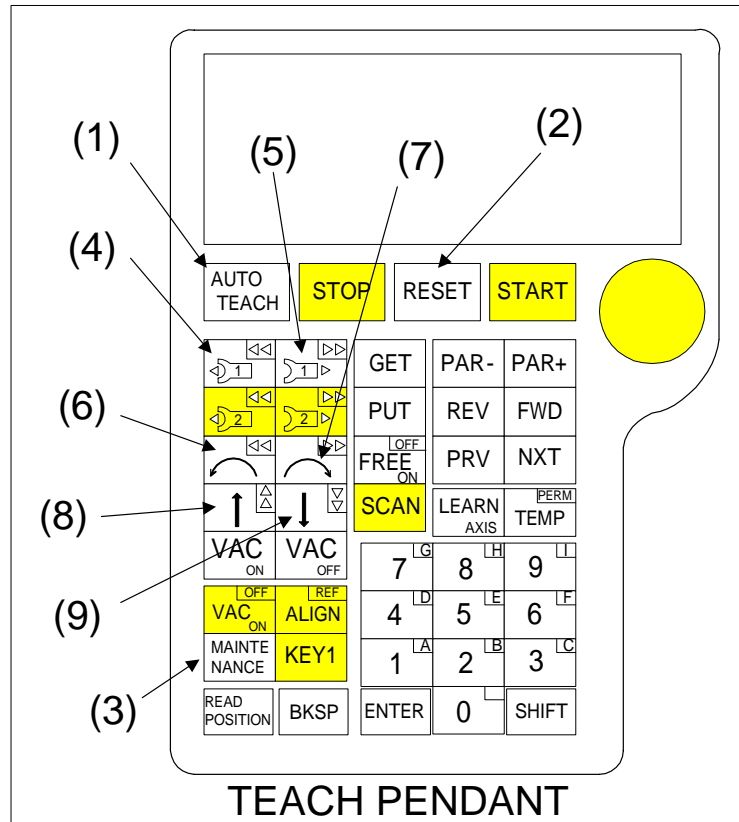 (1)
(5)
(7)
(2)
(4)
AUTO
TEACH
STOP
RESET
START
1
1
GET
PAR-
PAR+
(6)
2
2
PUT
REV
FWD
OFF
FREE
ON
PRV
NXT
(8)
SCAN
LEARN
AXIS
PERM
TEMP
VAC
ON
VAC
OFF
7 G
8 H
9 I
(9)
OFF
VAC
ON
REF
ALIGN
4 D
5 E
6 F
(3)
MAINTE
NANCE
KEY1
1 A
2 B
3 C
READ
POSITION
BKSP
ENTER
0
SHIFT
TEACH PENDANT